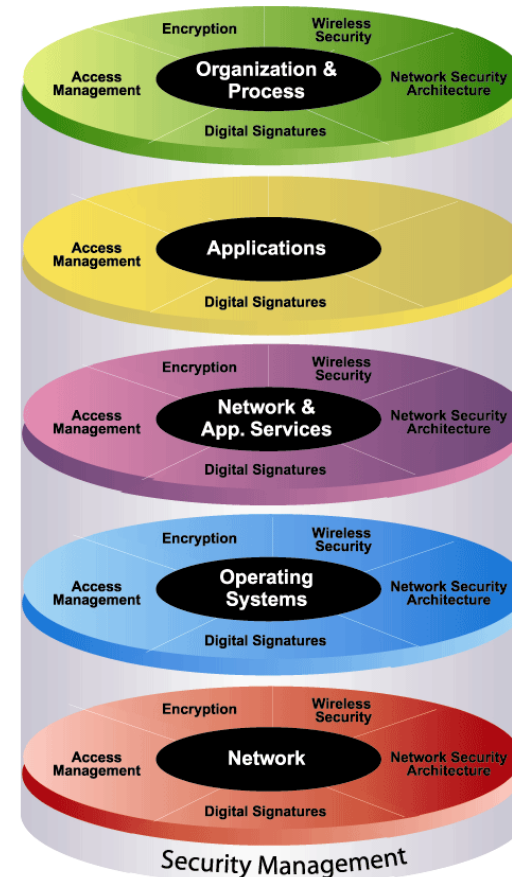 Encryption
Wireless
Security
Access
Management
Organization &
Process
Network Security
Architecture
Digital Signatures
Access
Management
Applications
Digital Signatures
Encryption
Wireless
Security
Access
Management
Network &
App. Services
Network Security
Architecture
Digital Signatures
Encryption
Wireless
Security
Access
Management
Operating
Systems
Network Security
Architecture
Digital Signatures
Encryption
Wireless
Security
Access
Management
Network
Network Security
Architecture
Digital Signatures
Security Management